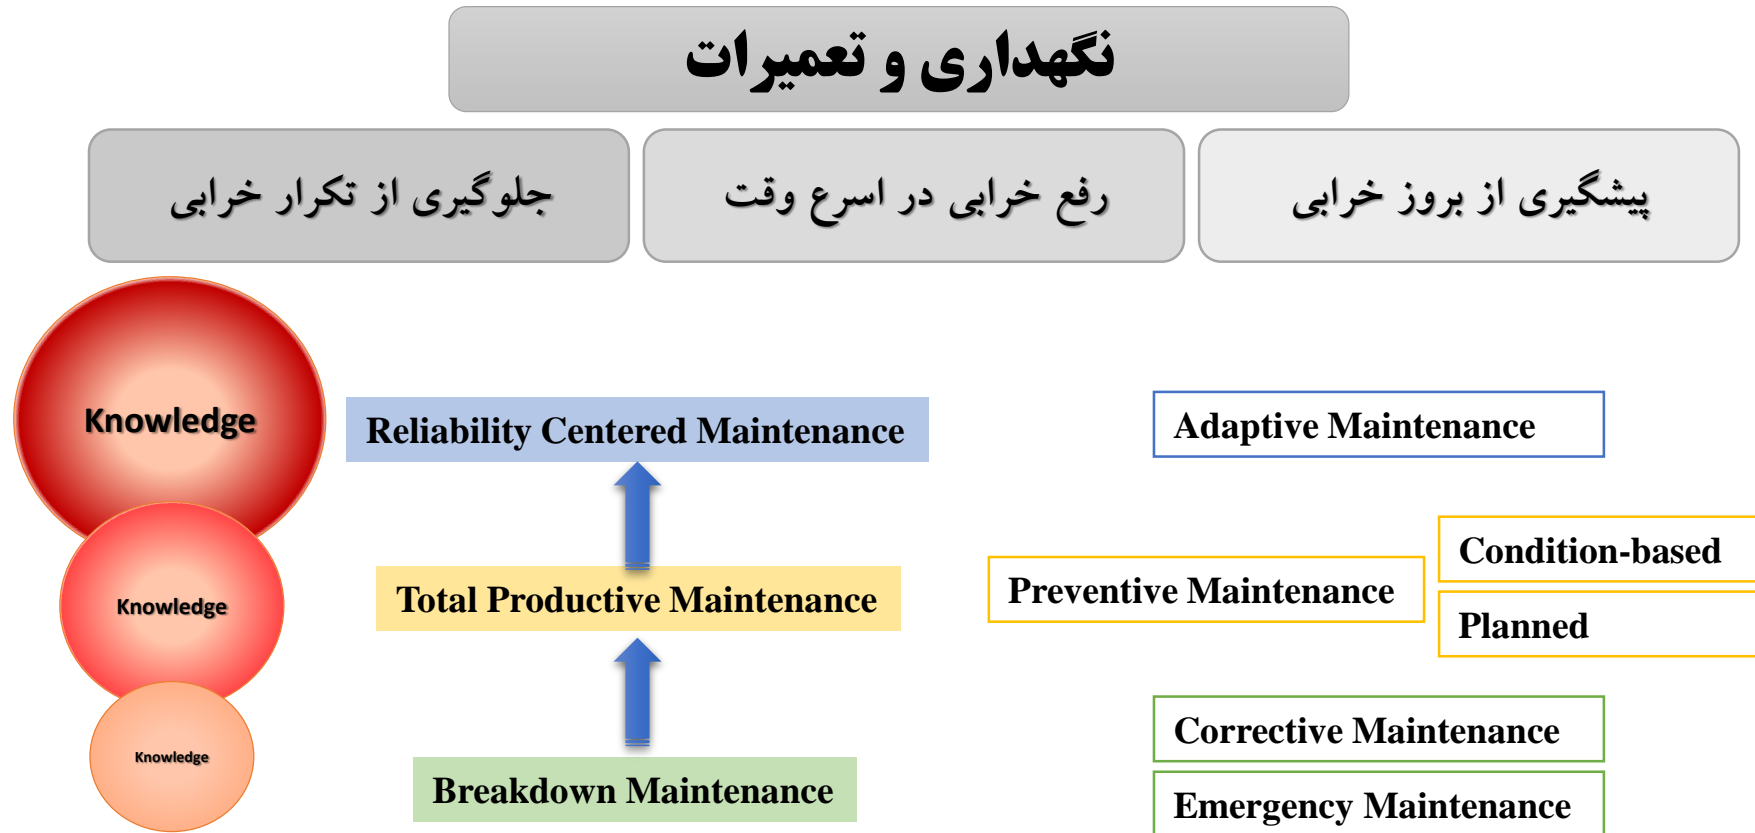 نگهداری و تعمیرات
پیشگیری از بروز خرابی
رفع خرابی در اسرع وقت
جلوگیری از تکرار خرابی
Knowledge
Reliability Centered Maintenance
Adaptive Maintenance
Knowledge
Total Productive Maintenance
Preventive Maintenance
Condition-based
Planned
Knowledge
Breakdown Maintenance
Corrective Maintenance
Emergency Maintenance